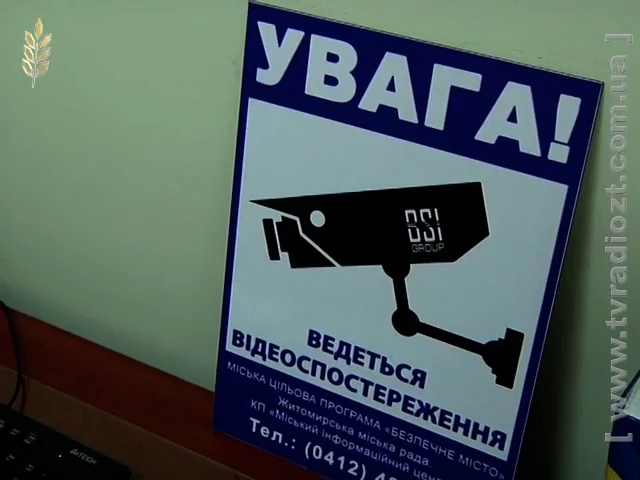 УВАГА!
BSI
GROUP
ВЕДЕТЬСЯ
ВІДЕОСПОСТЕРЕЖЕННЯ
МІСЬКА ЦІЛЬОВА ПРОГРАМА «БЕЗПЕЧНЕ МІСТО»
Житомирська міська рада.
КП «Міський інформаційний
Тел.: (0412)
A4TECH
[ www.tvradiozt.com.ua ]